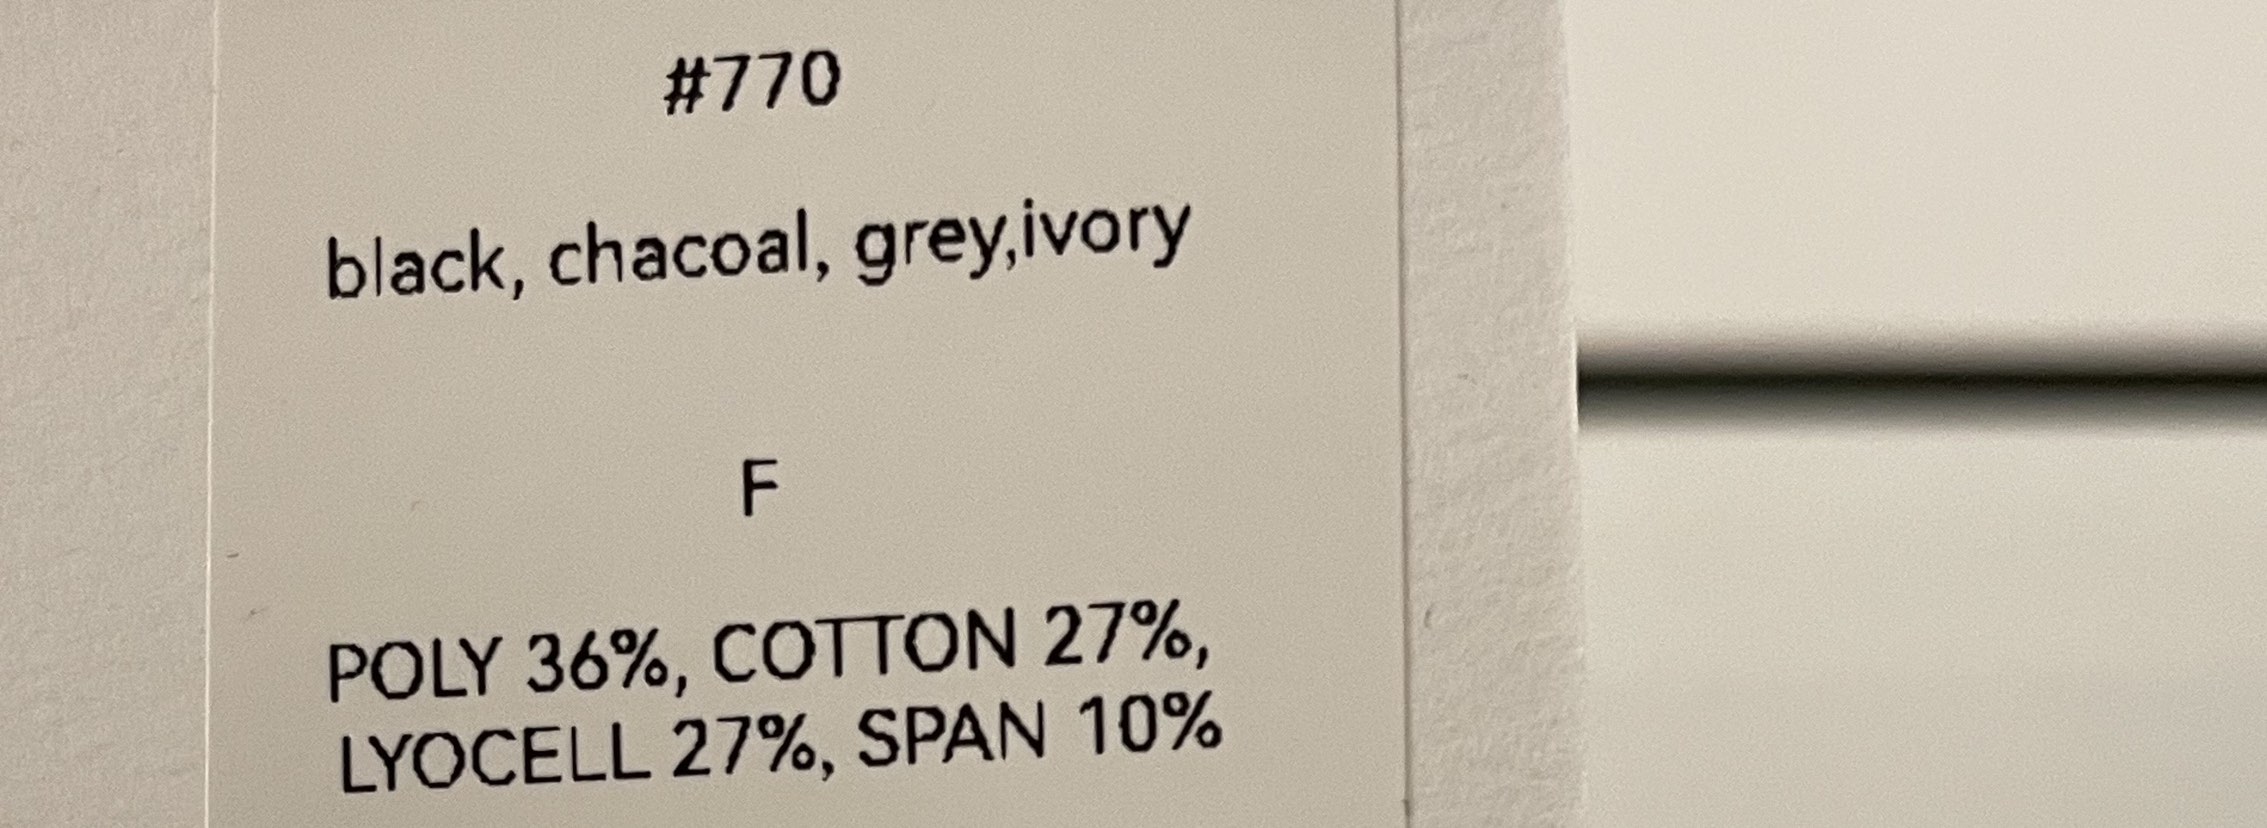 #770
black, chacoal, grey,ivory
F
POLY 36%, COTTON 27%,
LYOCELL 27%, SPAN 10%